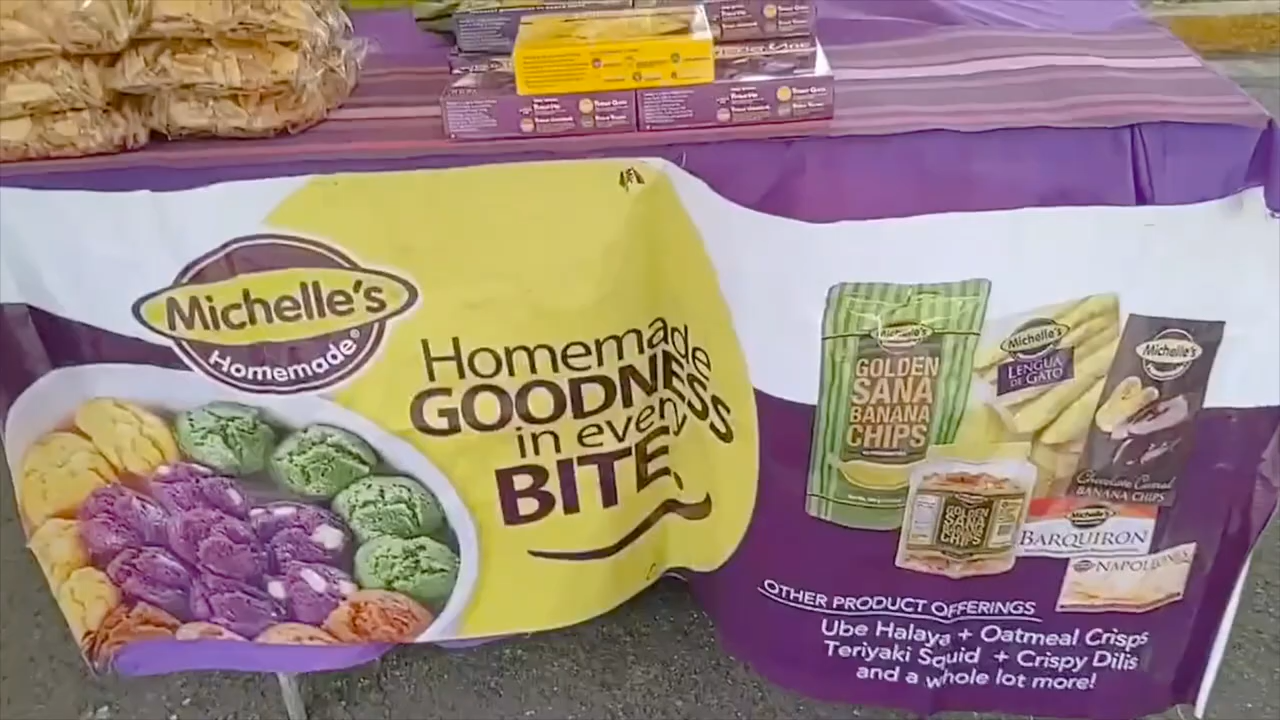 Michelle's
Homemade®
Homemade
GOODNESS
in every
BITE.
Michelle's
GOLDEN
SANA
BANANA
CHIPS
Michelle's
LENGUA
DE GATO
Michelle's
Chocolate Coated
BANANA CHIPS
GOLDEN
SANA
BANANA
CHIPS
Michelle's
BARQUIRON
NAPOLEONES
OTHER PRODUCT OFFERINGS
Ube Halaya + Oatmeal Crisps
Teriyaki Squid + Crispy Dilis
and a whole lot more!